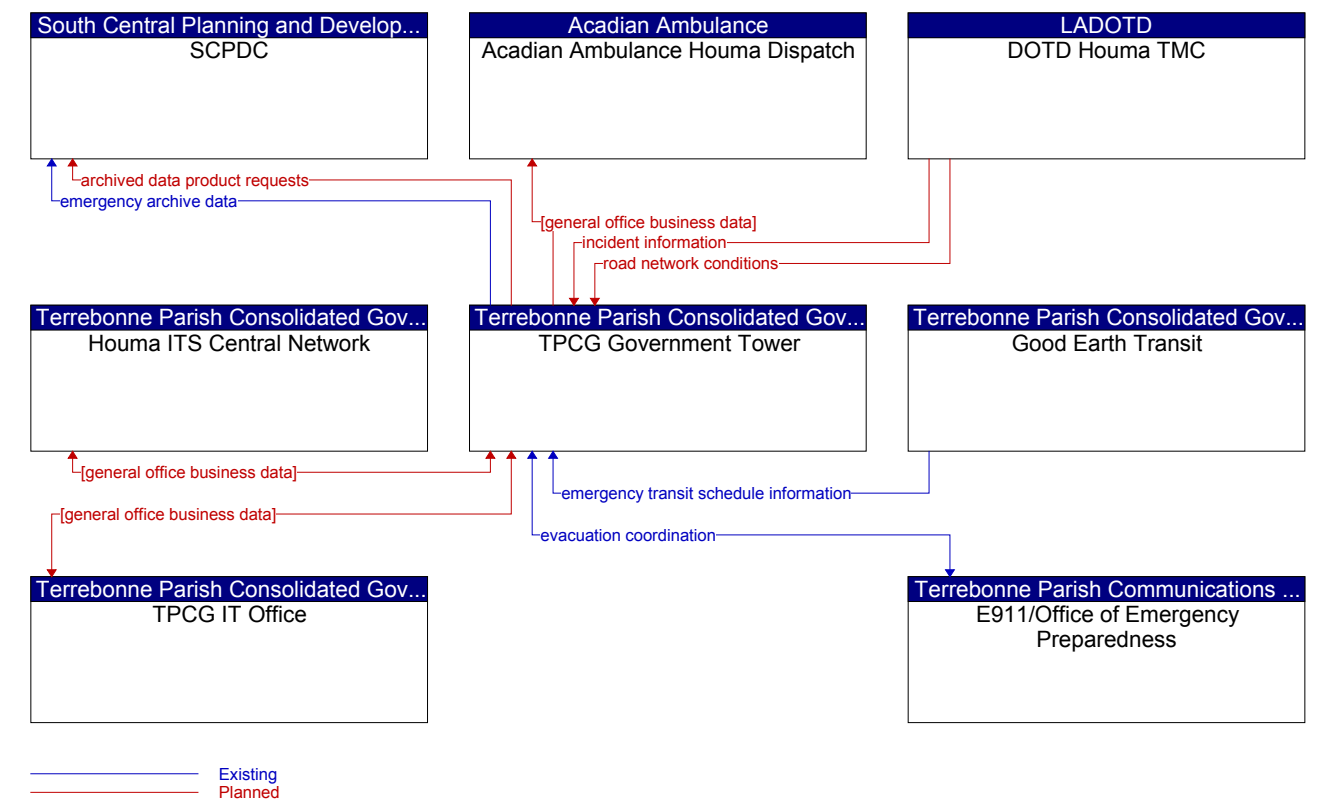 South Central Planning and Develop...
SCPDC
Acadian Ambulance
Acadian Ambulance Houma Dispatch
LADOTD
DOTD Houma TMC
archived data product requests
emergency archive data
[general office business data]
incident information
road network conditions
Terrebonne Parish Consolidated Gov...
Houma ITS Central Network
Terrebonne Parish Consolidated Gov...
TPCG Government Tower
Terrebonne Parish Consolidated Gov...
Good Earth Transit
[general office business data]
emergency transit schedule information
[general office business data]
evacuation coordination
Terrebonne Parish Consolidated Gov...
TPCG IT Office
Terrebonne Parish Communications ...
E911/Office of Emergency
Preparedness
Existing
Planned